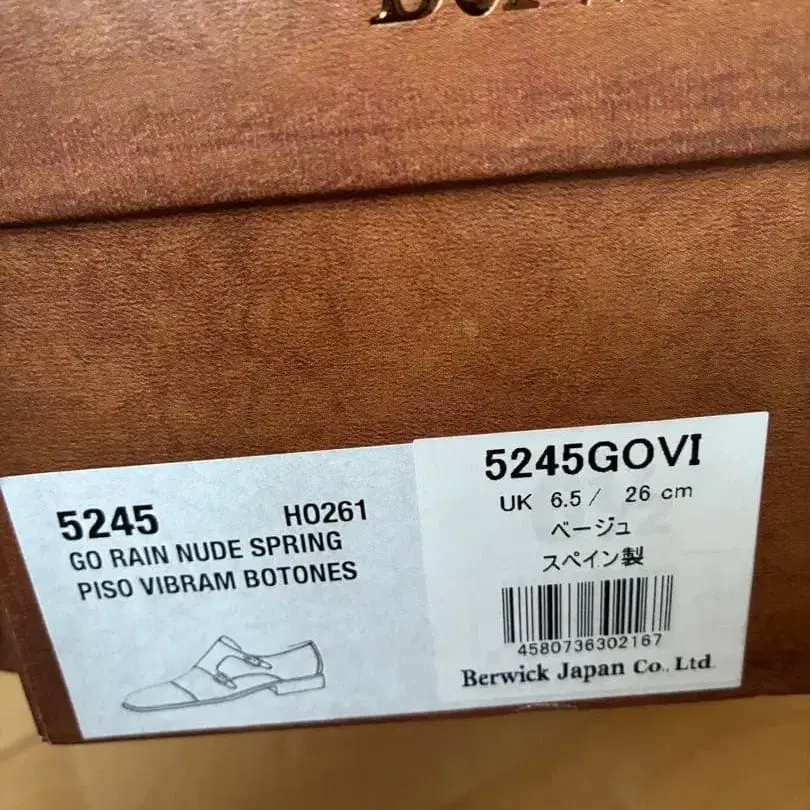 5245 HO261
GO RAIN NUDE SPRING
PISO VIBRAM BOTONES
5245GOVI
UK 6.5 / 26 cm
ベージュ
スペイン製
4580736302167
Berwick Japan Co., Ltd.